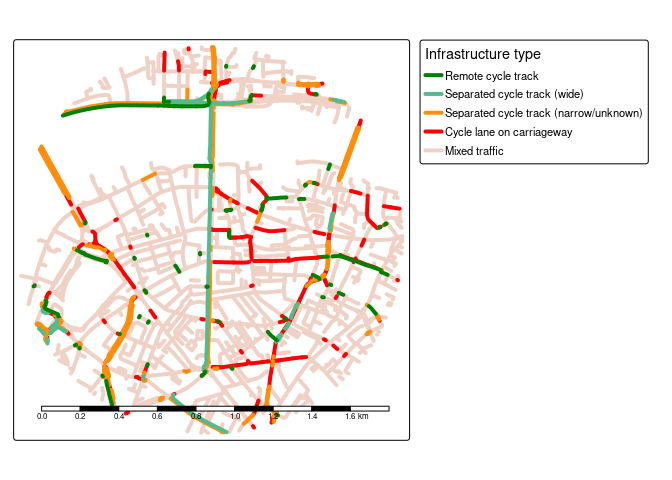 Infrastructure type
Remote cycle track
Separated cycle track (wide)
Separated cycle track (narrow/unknown)
Cycle lane on carriageway
Mixed traffic
0.0 0.2 0.4 0.6 0.8 1.0 1.2 1.4 1.6 km